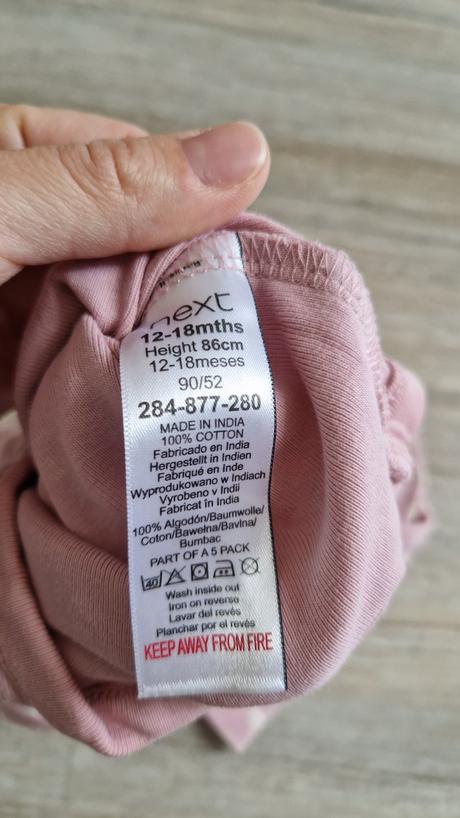 next
12-18mths
Height 86cm
12-18meses
90/52
284-877-280
MADE IN INDIA
100% COTTON
Fabricado en India
Hergestellt in Indien
Fabriqué en Inde
Wyprodukowano w Indiach
Vyrobeno v Indii
Fabricat în India
100% Algodón/Baumwolle/
Coton/Bawełna/Bavlna/
Bumbac
PART OF A 5 PACK
40
Wash inside out
Iron on reverse
Lavar del revés
Planchar por el revés
KEEP AWAY FROM FIRE